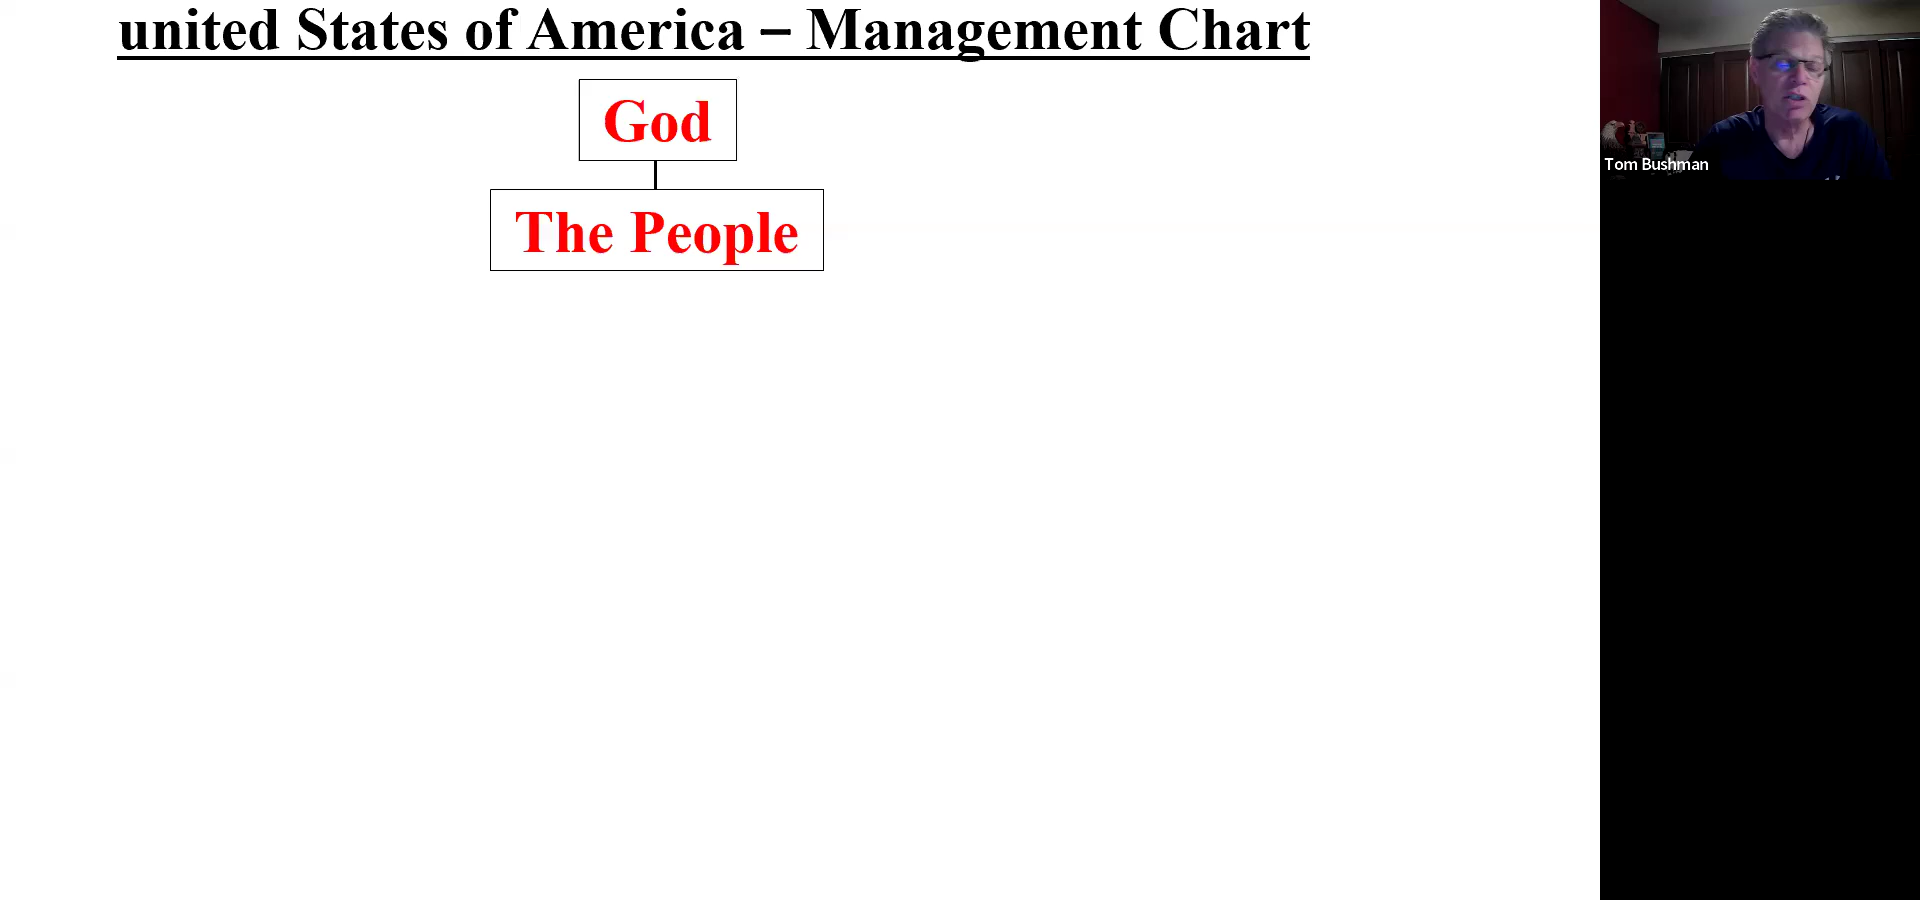 united States of America – Management Chart
God
The People
Tom Bushman